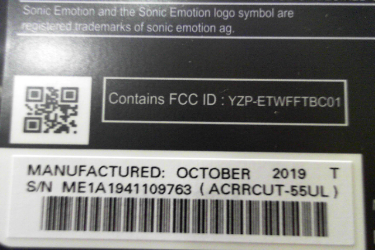 Sonic Emotion and the Sonic Emotion logo symbol are
registered trademarks of sonic emotion ag.
Contains FCC ID : YZP-ETWFFTBC01
MANUFACTURED: OCTOBER 2019 T
S/N ME1A1941109763 (ACRRCUT-55UL)